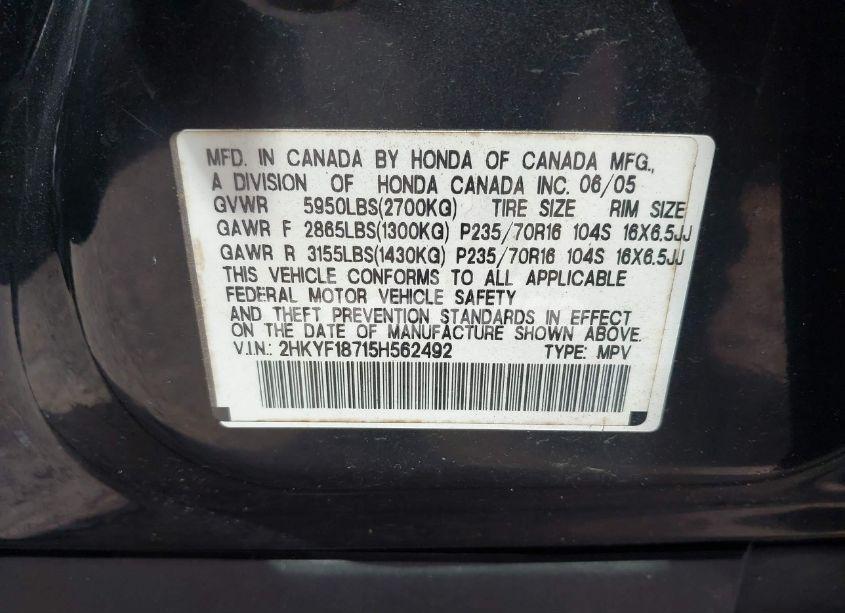 MFD. IN CANADA BY HONDA OF CANADA MFG.,
A DIVISION OF HONDA CANADA INC. 06/05
GVWR 5950LBS(2700KG) TIRE SIZE RIM SIZE
GAWR F 2865LBS(1300KG) P235/70R16 104S 16X6.5JJ
GAWR R 3155LBS(1430KG) P235/70R16 104S 16X6.5JJ
THIS VEHICLE CONFORMS TO ALL APPLICABLE
FEDERAL MOTOR VEHICLE SAFETY
AND THEFT PREVENTION STANDARDS IN EFFECT
ON THE DATE OF MANUFACTURE SHOWN ABOVE.
V.I.N.: 2HKYF18715H562492 TYPE: MPV